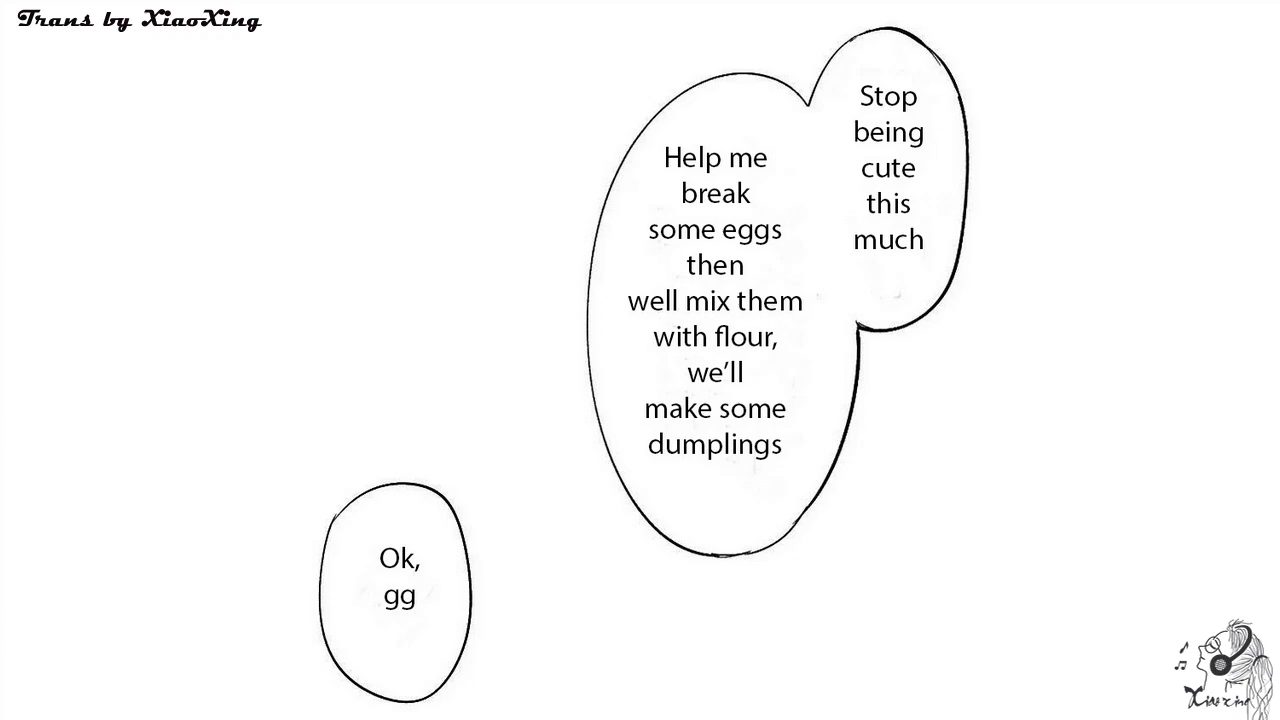 Trans by XiaoXing
Stop
being
cute
this
much
Help me
break
some eggs
then
well mix them
with flour,
we’ll
make some
dumplings
Ok,
gg
Xiaoxing